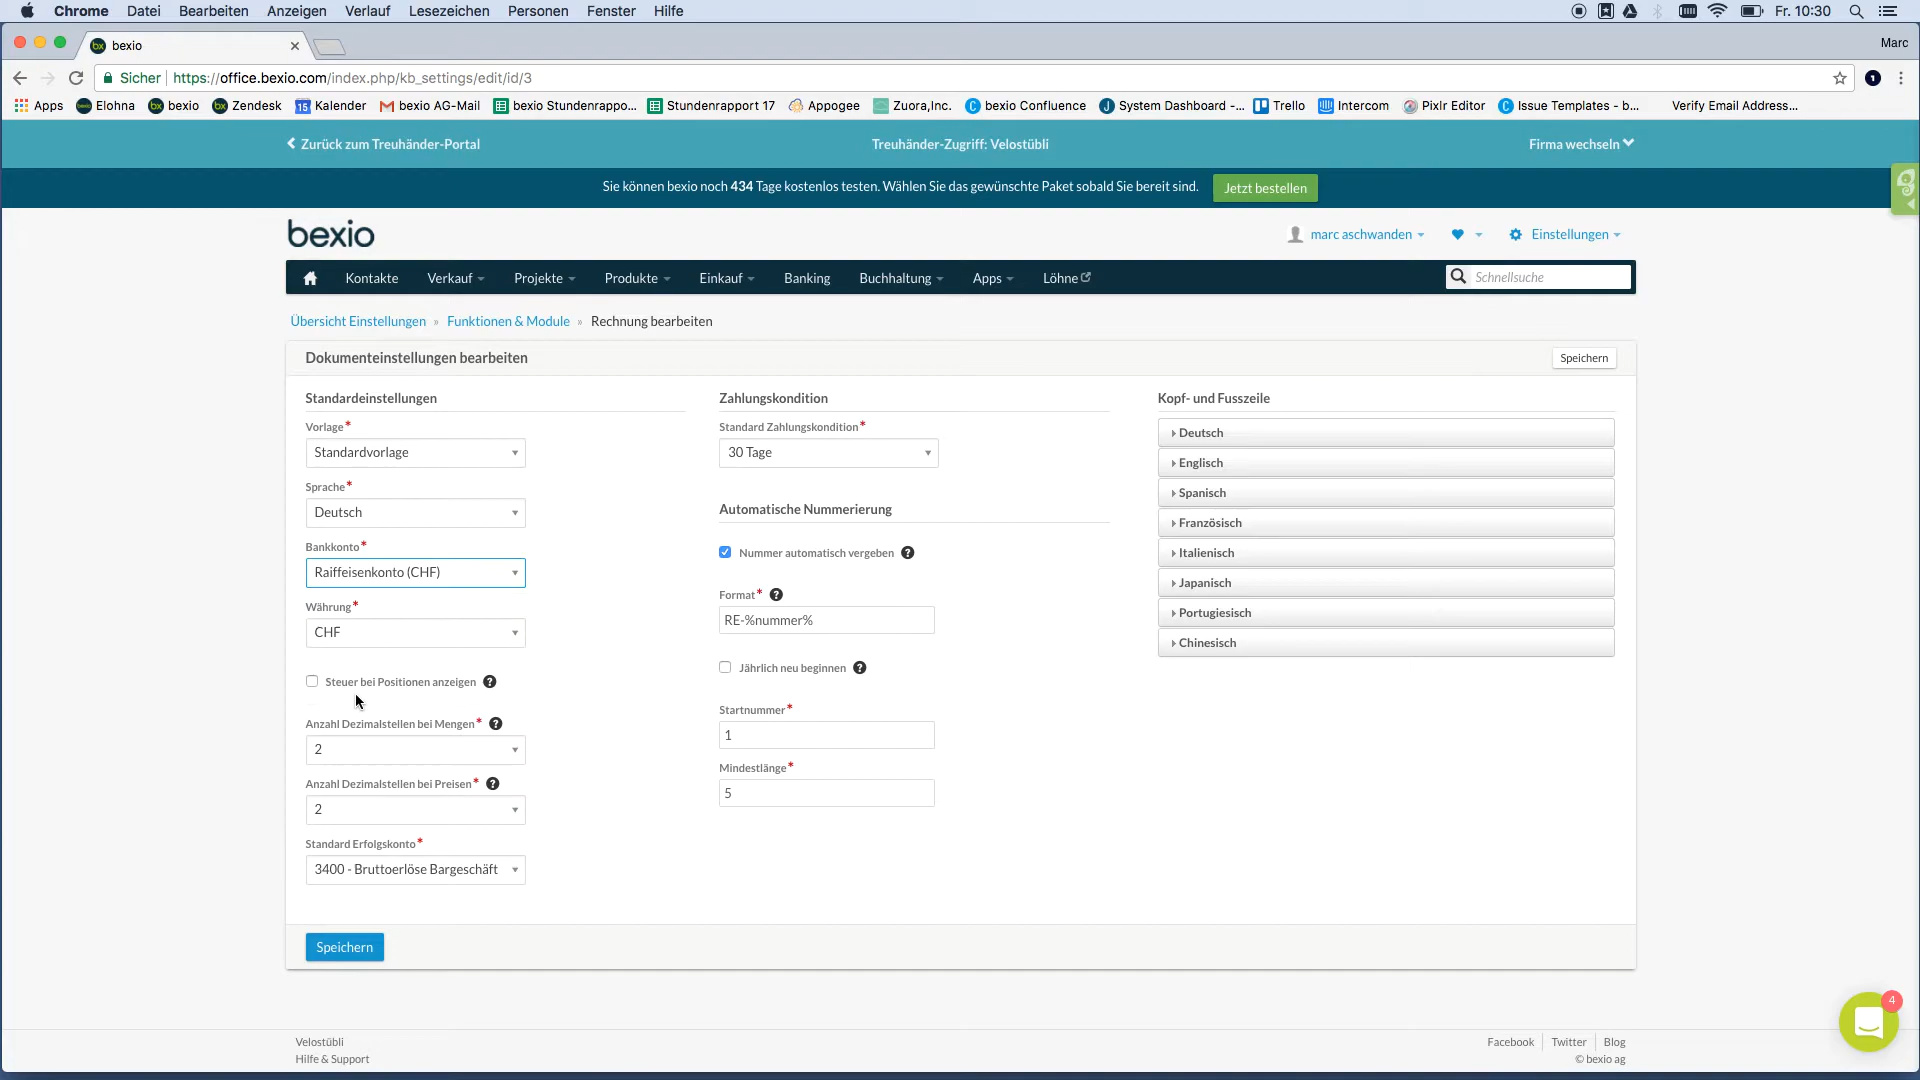 Chrome Datei Bearbeiten Anzeigen Verlauf Lesezeichen Personen Fenster Hilfe Fr. 10:30
bexio Marc
Sicher https://office.bexio.com/index.php/kb_settings/edit/id/3
Apps Elohna bexio Zendesk 15 Kalender bexio AG-Mail bexio Stundenrappo... Stundenrapport 17 Appogee Zuora,Inc. bexio Confluence System Dashboard -... Trello Intercom Pixlr Editor Issue Templates - b... Verify Email Address...
Zurück zum Treuhänder-Portal Treuhänder-Zugriff: Velostübli Firma wechseln
Sie können bexio noch 434 Tage kostenlos testen. Wählen Sie das gewünschte Paket sobald Sie bereit sind. Jetzt bestellen
bexio marc aschwanden Einstellungen
Kontakte Verkauf Projekte Produkte Einkauf Banking Buchhaltung Apps Löhne Schnellsuche
Übersicht Einstellungen » Funktionen & Module » Rechnung bearbeiten
Dokumenteinstellungen bearbeiten Speichern
Standardeinstellungen
Vorlage*
Standardvorlage
Sprache*
Deutsch
Bankkonto*
Raiffeisenkonto (CHF)
Währung*
CHF
Steuer bei Positionen anzeigen ?
Anzahl Dezimalstellen bei Mengen* ?
2
Anzahl Dezimalstellen bei Preisen* ?
2
Standard Erfolgskonto*
3400 - Bruttoerlöse Bargeschäft
Zahlungskondition
Standard Zahlungskondition*
30 Tage
Automatische Nummerierung
Nummer automatisch vergeben ?
Format* ?
RE-%nummer%
Jährlich neu beginnen ?
Startnummer*
1
Mindestlänge*
5
Kopf- und Fusszeile
Deutsch
Englisch
Spanisch
Französisch
Italienisch
Japanisch
Portugiesisch
Chinesisch
Speichern
4
Velostübli
Hilfe & Support
Facebook Twitter Blog
© bexio ag